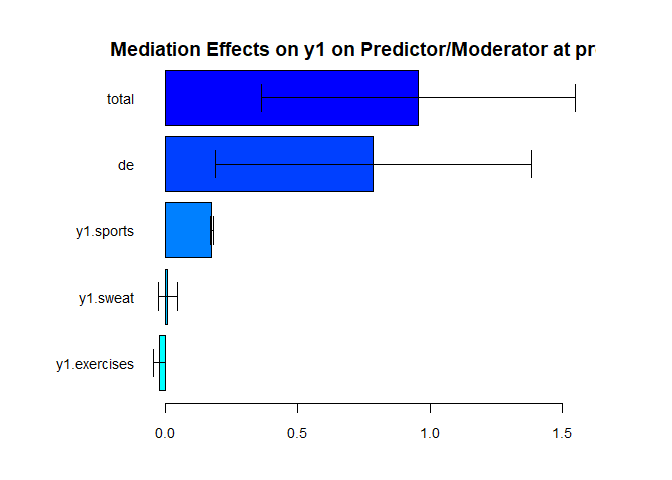 Mediation Effects on y1 on Predictor/Moderator at pr
total
de
y1.sports
y1.sweat
y1.exercises
0.0 0.5 1.0 1.5